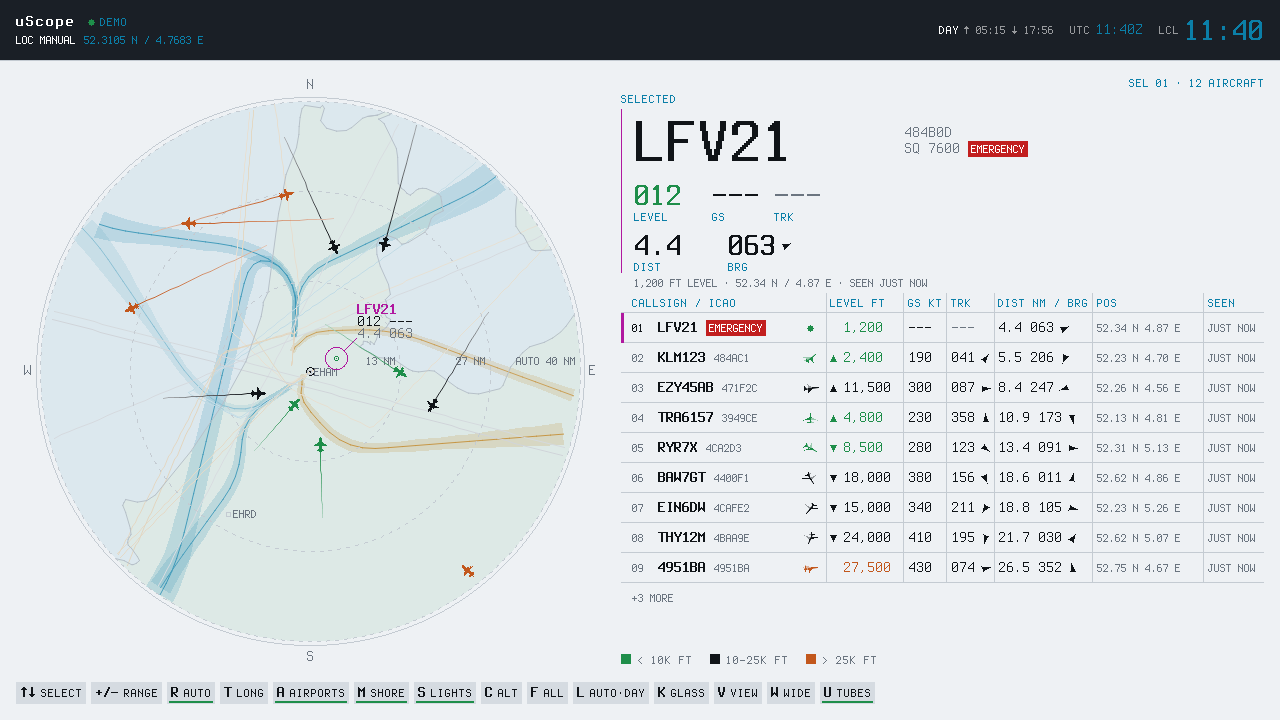 uScope DEMO
LOC MANUAL 52.3105 N / 4.7683 E
DAY ↑ 05:15 ↓ 17:56 UTC 11:40Z LCL 11:40
SEL 01 · 12 AIRCRAFT
N
W
E
S
LFV21
012 ---
4.4 063
13 NM
27 NM
AUTO 40 NM
EHAM
EHRD
SELECTED
LFV21
484B0D
SQ 7600 EMERGENCY
012 --- ---
LEVEL GS TRK
4.4 063
DIST BRG
1,200 FT LEVEL · 52.34 N / 4.87 E · SEEN JUST NOW
CALLSIGN / ICAO LEVEL FT GS KT TRK DIST NM / BRG POS SEEN
01 LFV21 EMERGENCY 1,200 --- --- 4.4 063 52.34 N 4.87 E JUST NOW
02 KLM123 484AC1 ▲ 2,400 190 041 5.5 206 52.23 N 4.70 E JUST NOW
03 EZY45AB 471F2C ▲ 11,500 300 087 8.4 247 52.26 N 4.56 E JUST NOW
04 TRA6157 3949CE ▲ 4,800 230 358 10.9 173 52.13 N 4.81 E JUST NOW
05 RYR7X 4CA2D3 ▼ 8,500 280 123 13.4 091 52.31 N 5.13 E JUST NOW
06 BAW7GT 4400F1 ▼ 18,000 380 156 18.6 011 52.62 N 4.86 E JUST NOW
07 EIN6DW 4CAFE2 ▼ 15,000 340 211 18.8 105 52.23 N 5.26 E JUST NOW
08 THY12M 4BAA9E ▼ 24,000 410 195 21.7 030 52.62 N 5.07 E JUST NOW
09 4951BA 4951BA 27,500 430 074 26.5 352 52.75 N 4.67 E JUST NOW
+3 MORE
< 10K FT 10-25K FT > 25K FT
↑↓ SELECT +/- RANGE R AUTO T LONG A AIRPORTS M SHORE S LIGHTS C ALT F ALL L AUTO·DAY K GLASS V VIEW W WIDE U TUBES